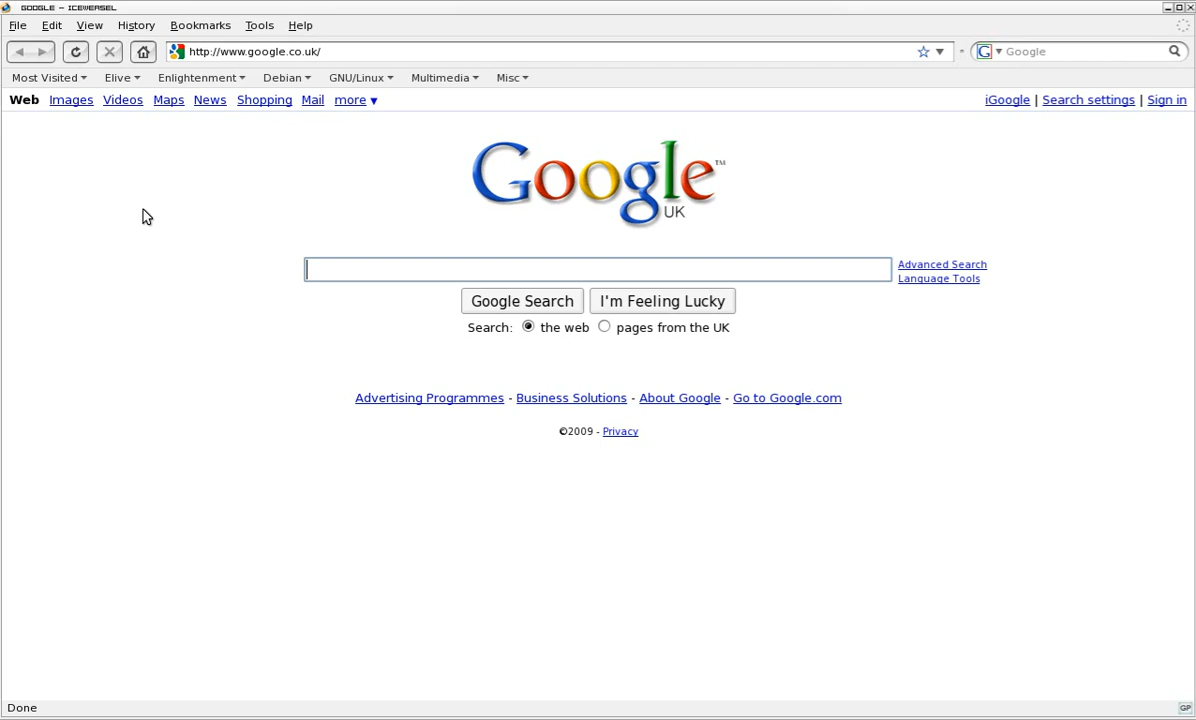 GOOGLE – ICEWEASEL
File Edit View History Bookmarks Tools Help
http://www.google.co.uk/ Google
Most Visited Elive Enlightenment Debian GNU/Linux Multimedia Misc
Web Images Videos Maps News Shopping Mail more ▼ iGoogle | Search settings | Sign in
Google™
UK
Advanced Search
Language Tools
Google Search I'm Feeling Lucky
Search: the web pages from the UK
Advertising Programmes - Business Solutions - About Google - Go to Google.com
©2009 - Privacy
Done GP